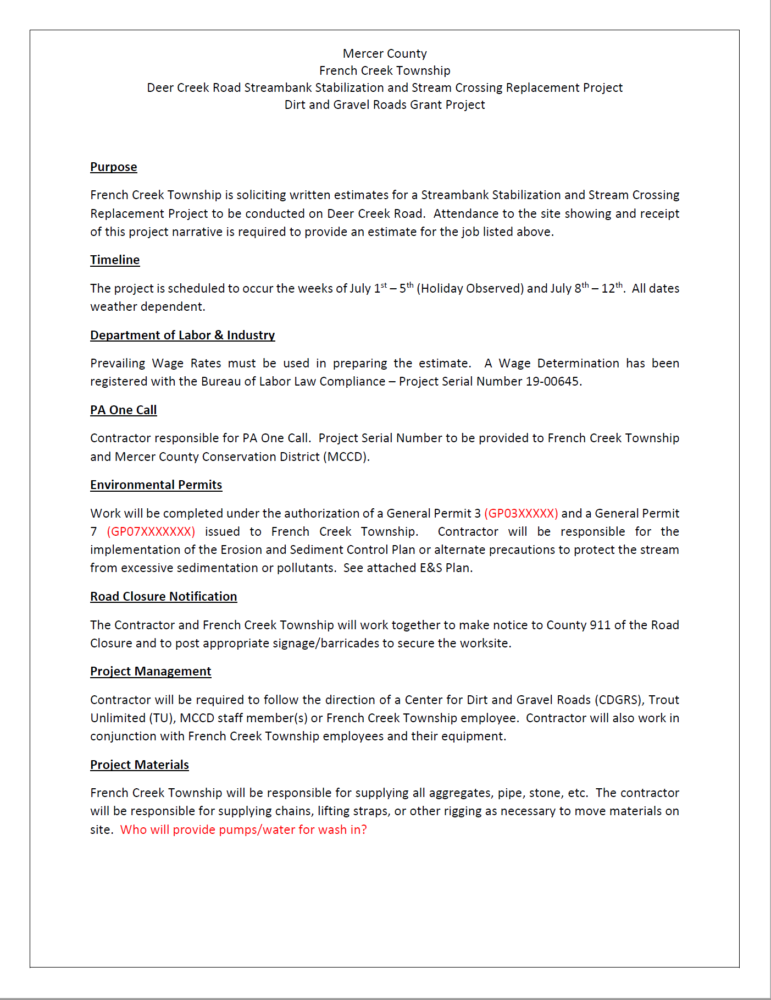 Mercer County
French Creek Township
Deer Creek Road Streambank Stabilization and Stream Crossing Replacement Project
Dirt and Gravel Roads Grant Project
Purpose
French Creek Township is soliciting written estimates for a Streambank Stabilization and Stream Crossing
Replacement Project to be conducted on Deer Creek Road.  Attendance to the site showing and receipt
of this project narrative is required to provide an estimate for the job listed above.
Timeline
The project is scheduled to occur the weeks of July 1st – 5th (Holiday Observed) and July 8th – 12th.  All dates
weather dependent.
Department of Labor & Industry
Prevailing Wage Rates must be used in preparing the estimate.  A Wage Determination has been
registered with the Bureau of Labor Law Compliance – Project Serial Number 19-00645.
PA One Call
Contractor responsible for PA One Call.  Project Serial Number to be provided to French Creek Township
and Mercer County Conservation District (MCCD).
Environmental Permits
Work will be completed under the authorization of a General Permit 3 (GP03XXXXX) and a General Permit
7 (GP07XXXXXXX) issued to French Creek Township.  Contractor will be responsible for the
implementation of the Erosion and Sediment Control Plan or alternate precautions to protect the stream
from excessive sedimentation or pollutants.  See attached E&S Plan.
Road Closure Notification
The Contractor and French Creek Township will work together to make notice to County 911 of the Road
Closure and to post appropriate signage/barricades to secure the worksite.
Project Management
Contractor will be required to follow the direction of a Center for Dirt and Gravel Roads (CDGRS), Trout
Unlimited (TU), MCCD staff member(s) or French Creek Township employee.  Contractor will also work in
conjunction with French Creek Township employees and their equipment.
Project Materials
French Creek Township will be responsible for supplying all aggregates, pipe, stone, etc.  The contractor
will be responsible for supplying chains, lifting straps, or other rigging as necessary to move materials on
site.  Who will provide pumps/water for wash in?